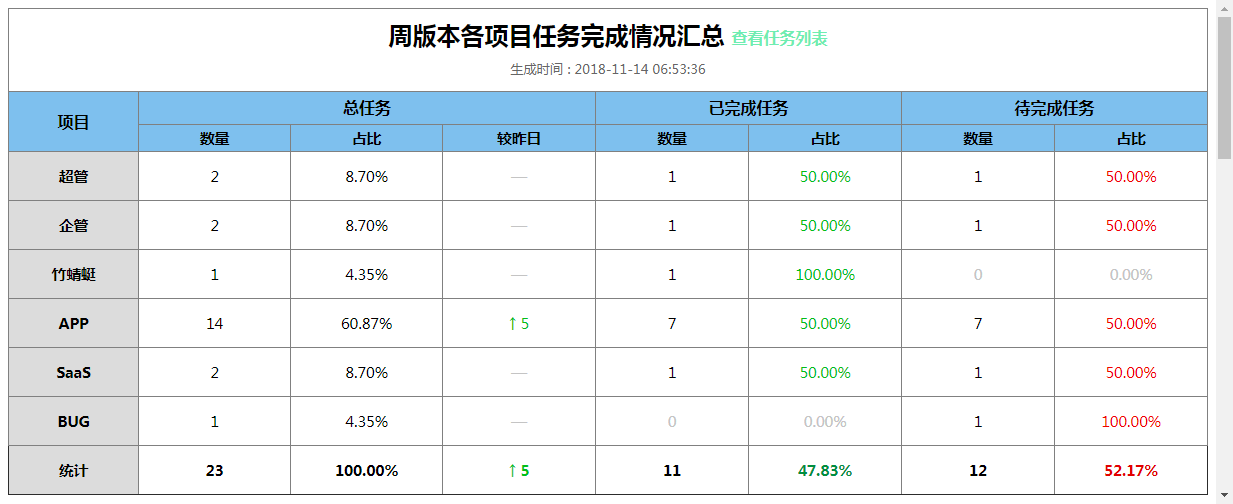 周版本各项目任务完成情况汇总 查看任务列表
生成时间 : 2018-11-14 06:53:36
项目 总任务 已完成任务 待完成任务
数量 占比 较昨日 数量 占比 数量 占比
超管 2 8.70% — 1 50.00% 1 50.00%
企管 2 8.70% — 1 50.00% 1 50.00%
竹蜻蜓 1 4.35% — 1 100.00% 0 0.00%
APP 14 60.87% ↑ 5 7 50.00% 7 50.00%
SaaS 2 8.70% — 1 50.00% 1 50.00%
BUG 1 4.35% — 0 0.00% 1 100.00%
统计 23 100.00% ↑ 5 11 47.83% 12 52.17%